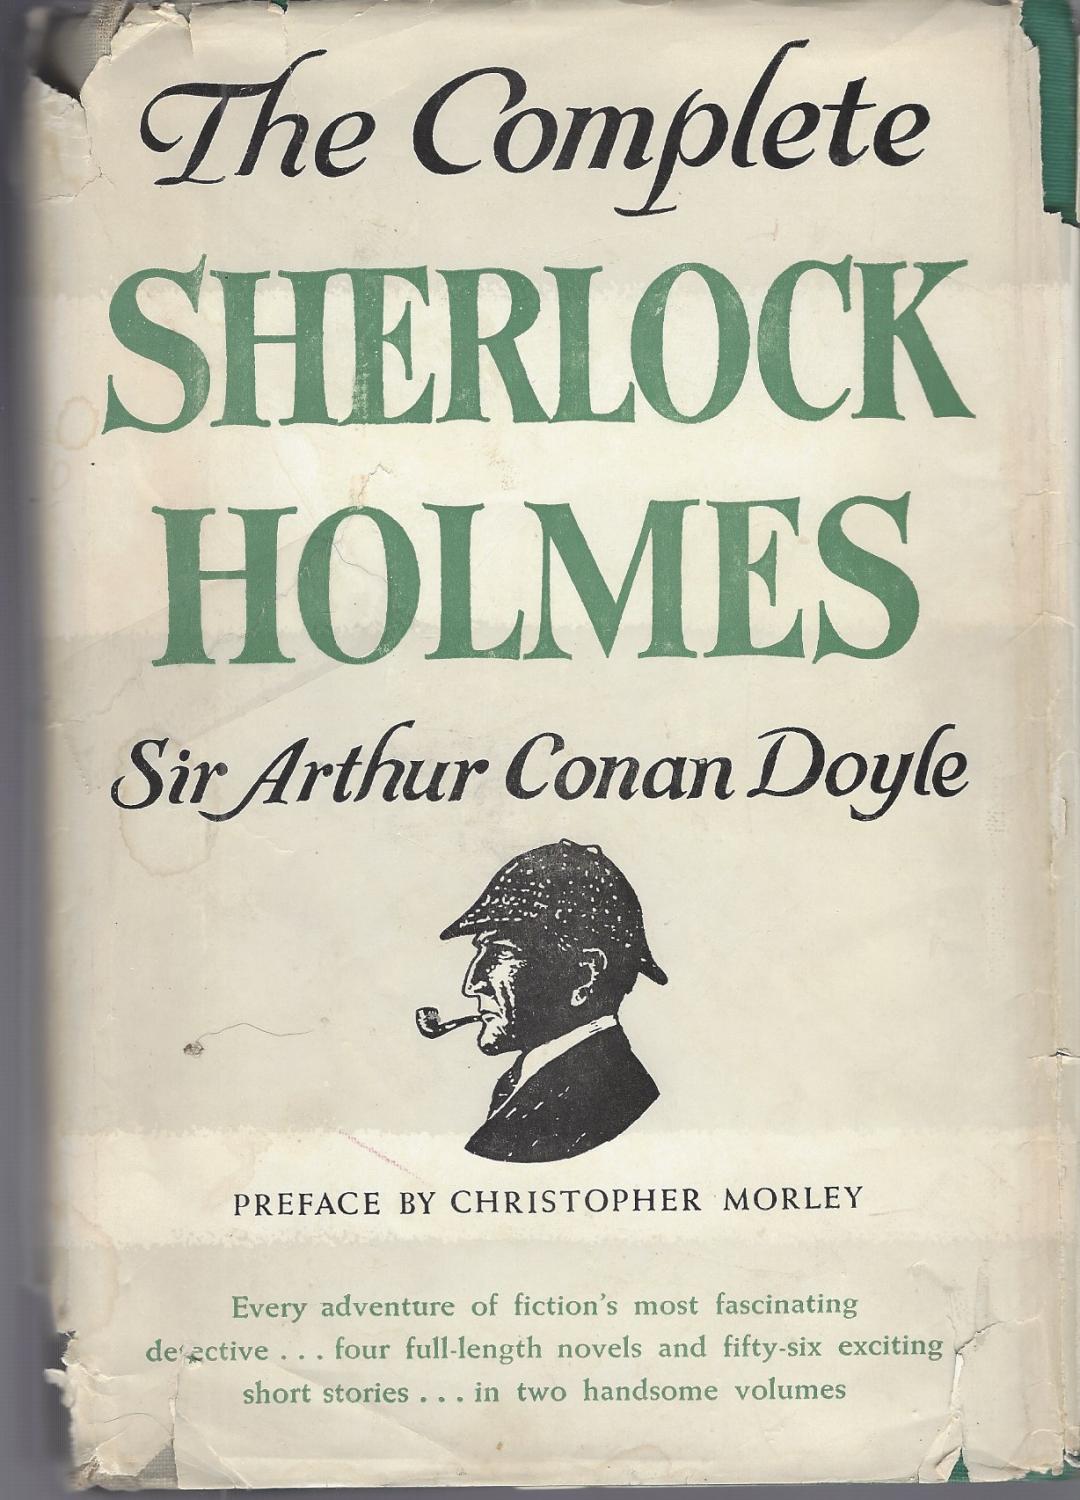 The Complete
SHERLOCK
HOLMES
Sir Arthur Conan Doyle
PREFACE BY CHRISTOPHER MORLEY
Every adventure of fiction's most fascinating
detective . . . four full-length novels and fifty-six exciting
short stories . . . in two handsome volumes